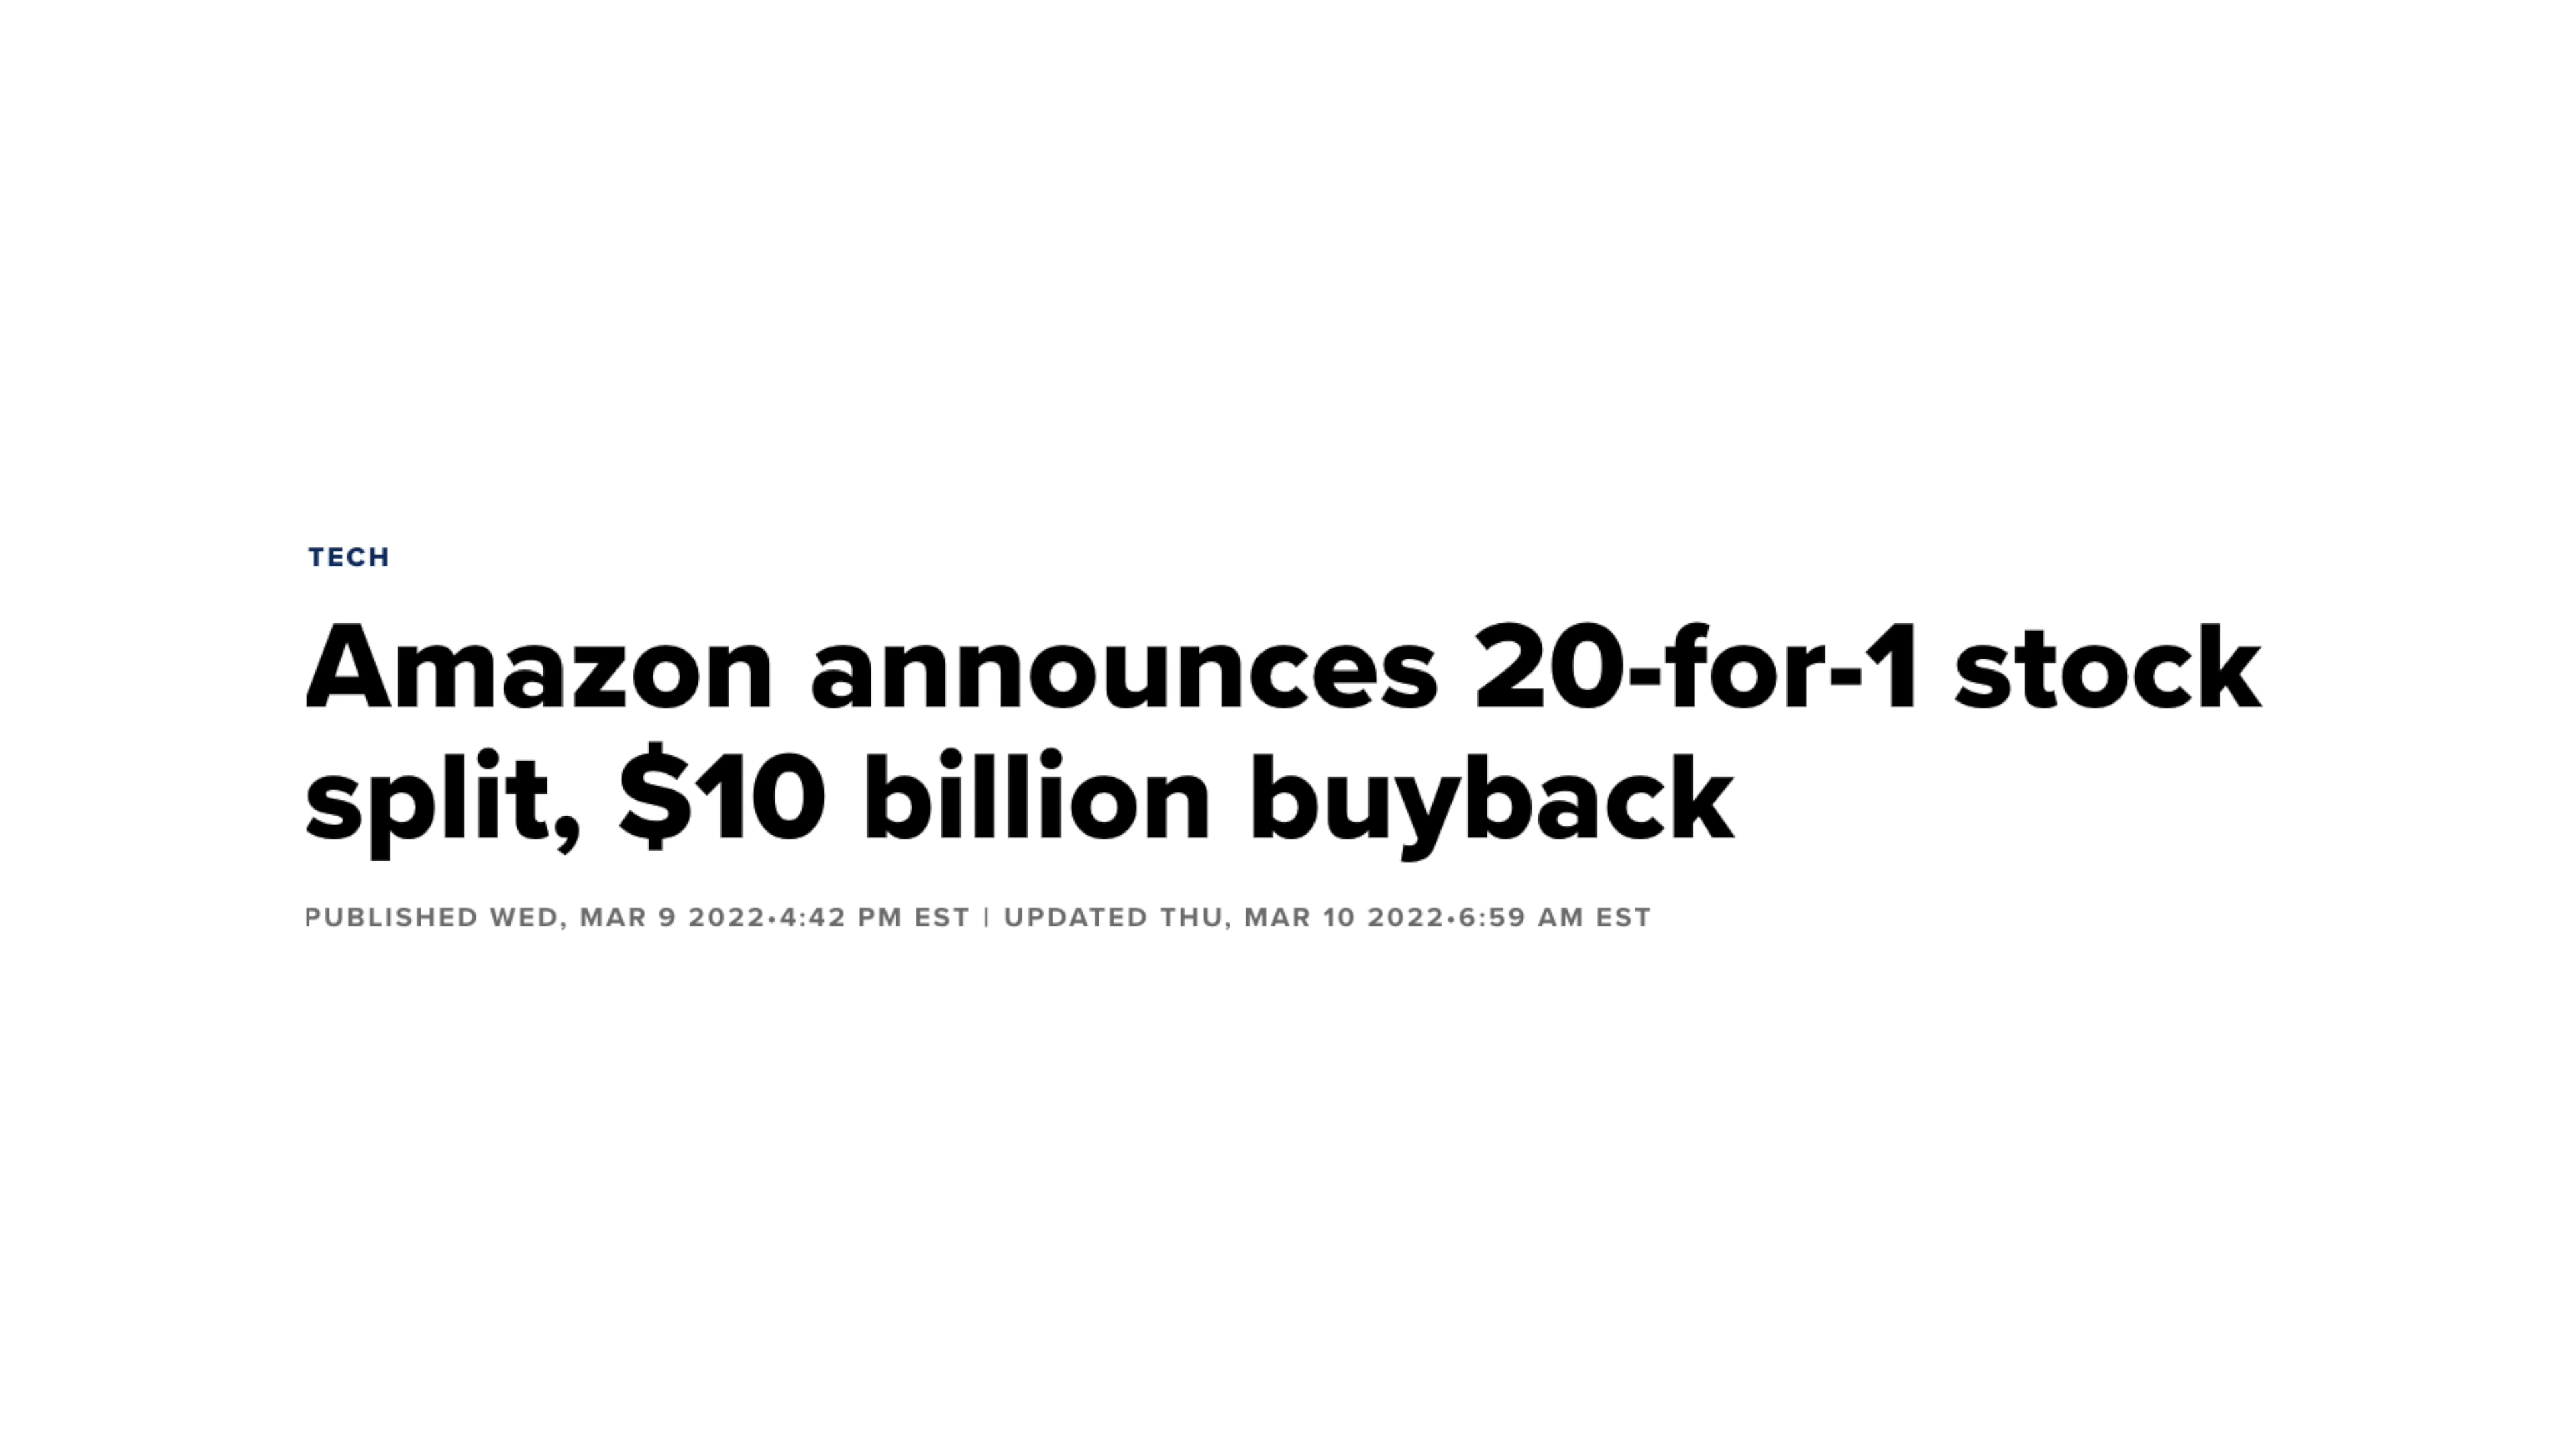 TECH
Amazon announces 20-for-1 stock
split, $10 billion buyback
PUBLISHED WED, MAR 9 2022•4:42 PM EST | UPDATED THU, MAR 10 2022•6:59 AM EST